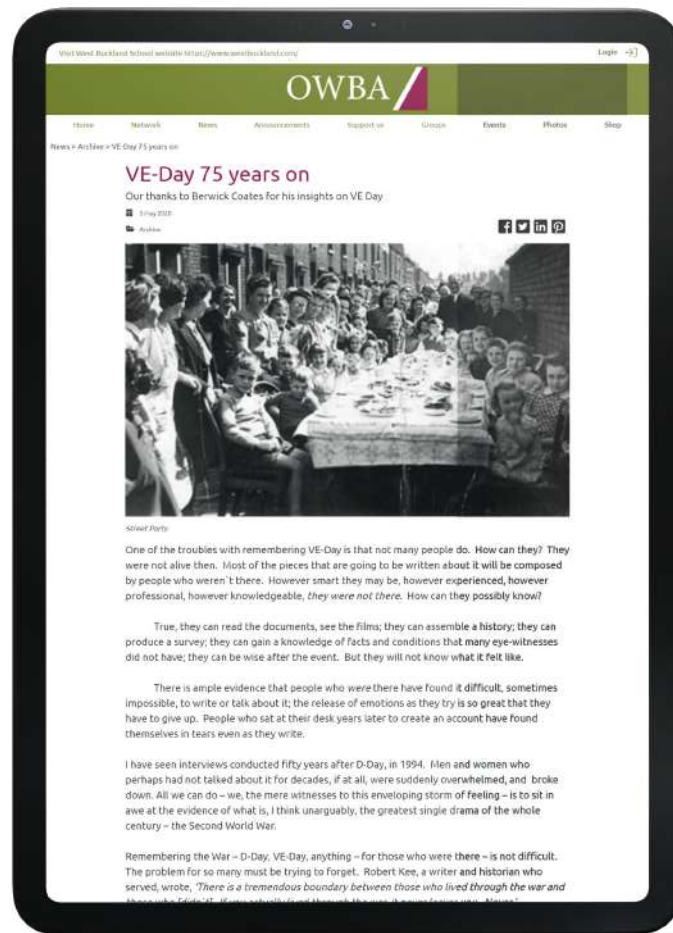 Visit West Buckland School website https://www.westbuckland.com/
Login
OWBA
Home Network News Announcements Support us Groups Events Photos Shop
News > Archive > VE-Day 75 years on
VE-Day 75 years on
Our thanks to Berwick Coates for his insights on VE Day
May 2020
Archive
Street Party
One of the troubles with remembering VE-Day is that not many people do. How can they? They
were not alive then. Most of the pieces that are going to be written about it will be composed
by people who weren`t there. However smart they may be, however experienced, however
professional, however knowledgeable, they were not there. How can they possibly know?
True, they can read the documents, see the films; they can assemble a history; they can
produce a survey; they can gain a knowledge of facts and conditions that many eye-witnesses
did not have; they can be wise after the event. But they will not know what it felt like.
There is ample evidence that people who were there have found it difficult, sometimes
impossible, to write or talk about it; the release of emotions as they try is so great that they
have to give up. People who sat at their desk years later to create an account have found
themselves in tears even as they write.
I have seen interviews conducted fifty years after D-Day, in 1994. Men and women who
perhaps had not talked about it for decades, if at all, were suddenly overwhelmed, and broke
down. All we can do – we, the mere witnesses to this enveloping storm of feeling – is to sit in
awe at the evidence of what is, I think unarguably, the greatest single drama of the whole
century – the Second World War.
Remembering the War – D-Day, VE-Day, anything – for those who were there – is not difficult.
The problem for so many must be trying to forget. Robert Kee, a writer and historian who
served, wrote, 'There is a tremendous boundary between those who lived through the war and
those who [didn`t]. If you actually lived through the war it never leaves you. Never.'